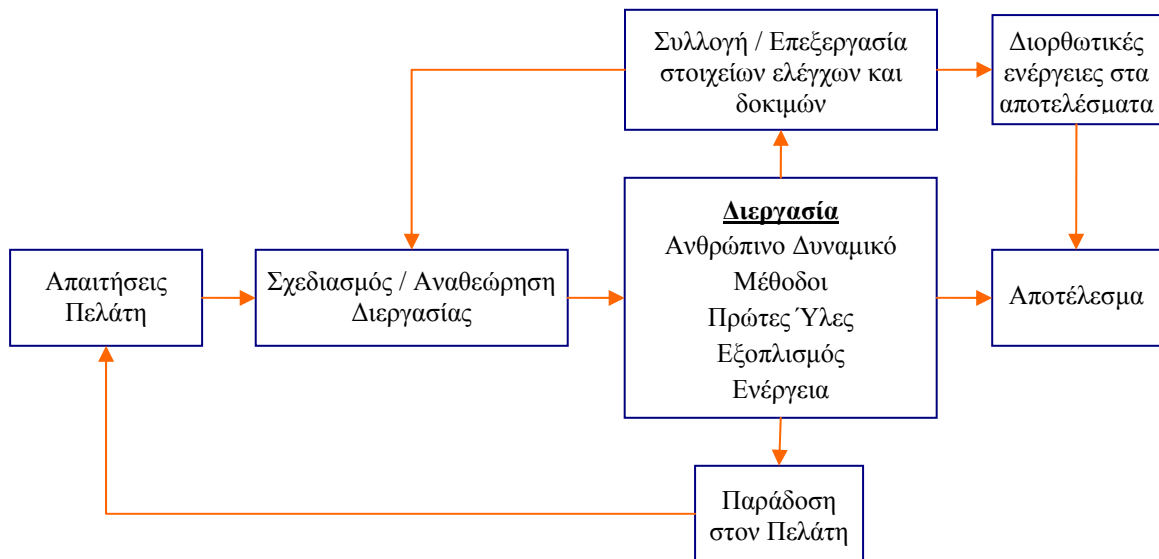 Συλλογή / Επεξεργασία
στοιχείων ελέγχων και
δοκιμών
Διορθωτικές
ενέργειες στα
αποτελέσματα
Απαιτήσεις
Πελάτη
Σχεδιασμός / Αναθεώρηση
Διεργασίας
Διεργασία
Ανθρώπινο Δυναμικό
Μέθοδοι
Πρώτες Ύλες
Εξοπλισμός
Ενέργεια
Αποτέλεσμα
Παράδοση
στον Πελάτη